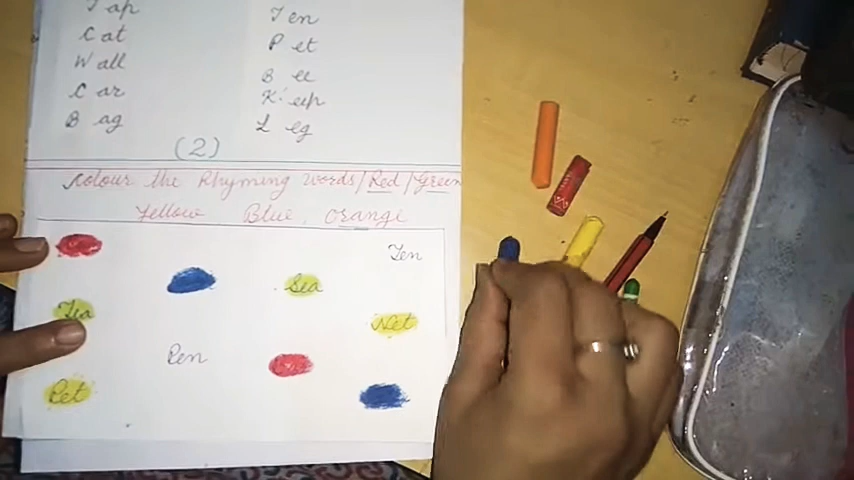 Tap Ten
Cat Pet
Wall Bee
Car Keep
Bag Leg
(2)
Colour the Rhyming words/Red/Green
Yellow Blue, orange
Ten
Sea
Tea
Net
Pen
Pet